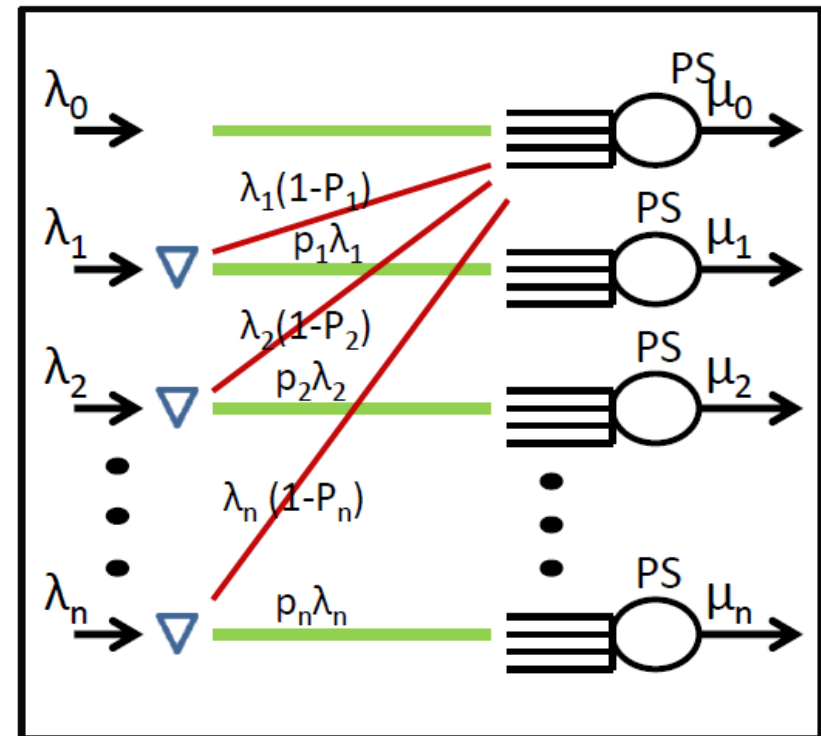 λ₀ PS μ₀
λ₁(1-P₁)
λ₁ p₁λ₁ PS μ₁
λ₂(1-P₂)
λ₂ p₂λ₂ PS μ₂
λₙ (1-Pₙ)
λₙ pₙλₙ PS μₙ